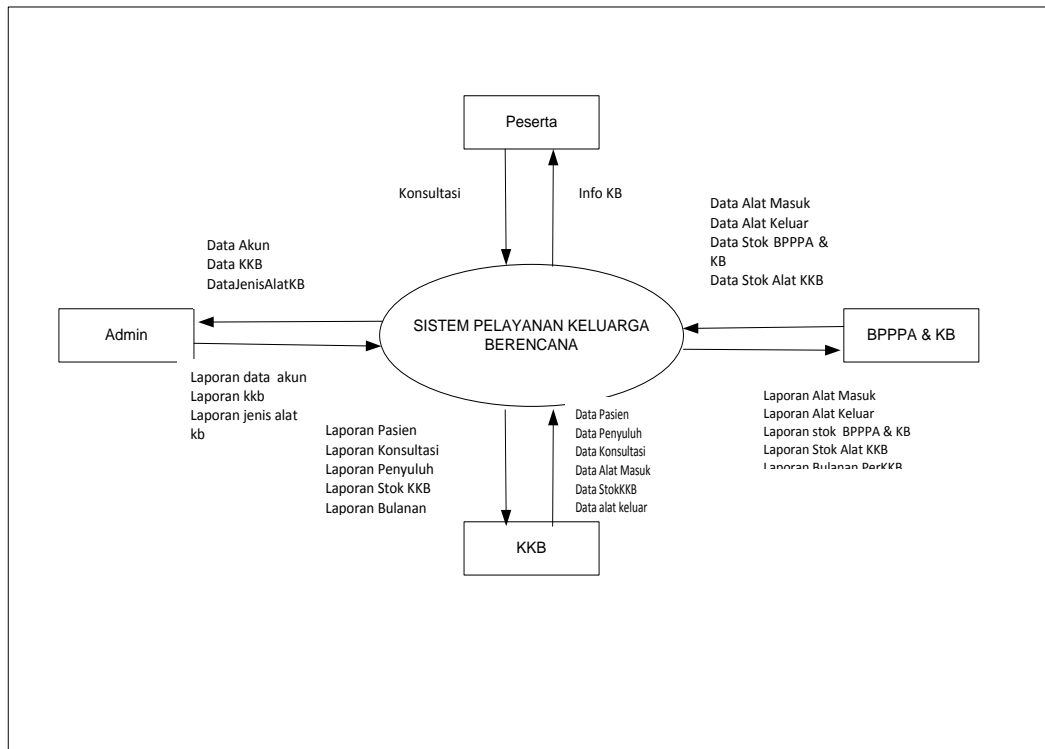 Peserta
Konsultasi
Info KB
Data Alat Masuk
Data Alat Keluar
Data Stok BPPPA &
KB
Data Stok Alat KKB
Data Akun
Data KKB
DataJenisAlatKB
Admin
SISTEM PELAYANAN KELUARGA
BERENCANA
BPPPA & KB
Laporan data akun
Laporan kkb
Laporan jenis alat
kb
Laporan Pasien
Laporan Konsultasi
Laporan Penyuluh
Laporan Stok KKB
Laporan Bulanan
Data Pasien
Data Penyuluh
Data Konsultasi
Data Alat Masuk
Data StokKKB
Data alat keluar
Laporan Alat Masuk
Laporan Alat Keluar
Laporan stok BPPPA & KB
Laporan Stok Alat KKB
Laporan Bulanan PerKKB
KKB